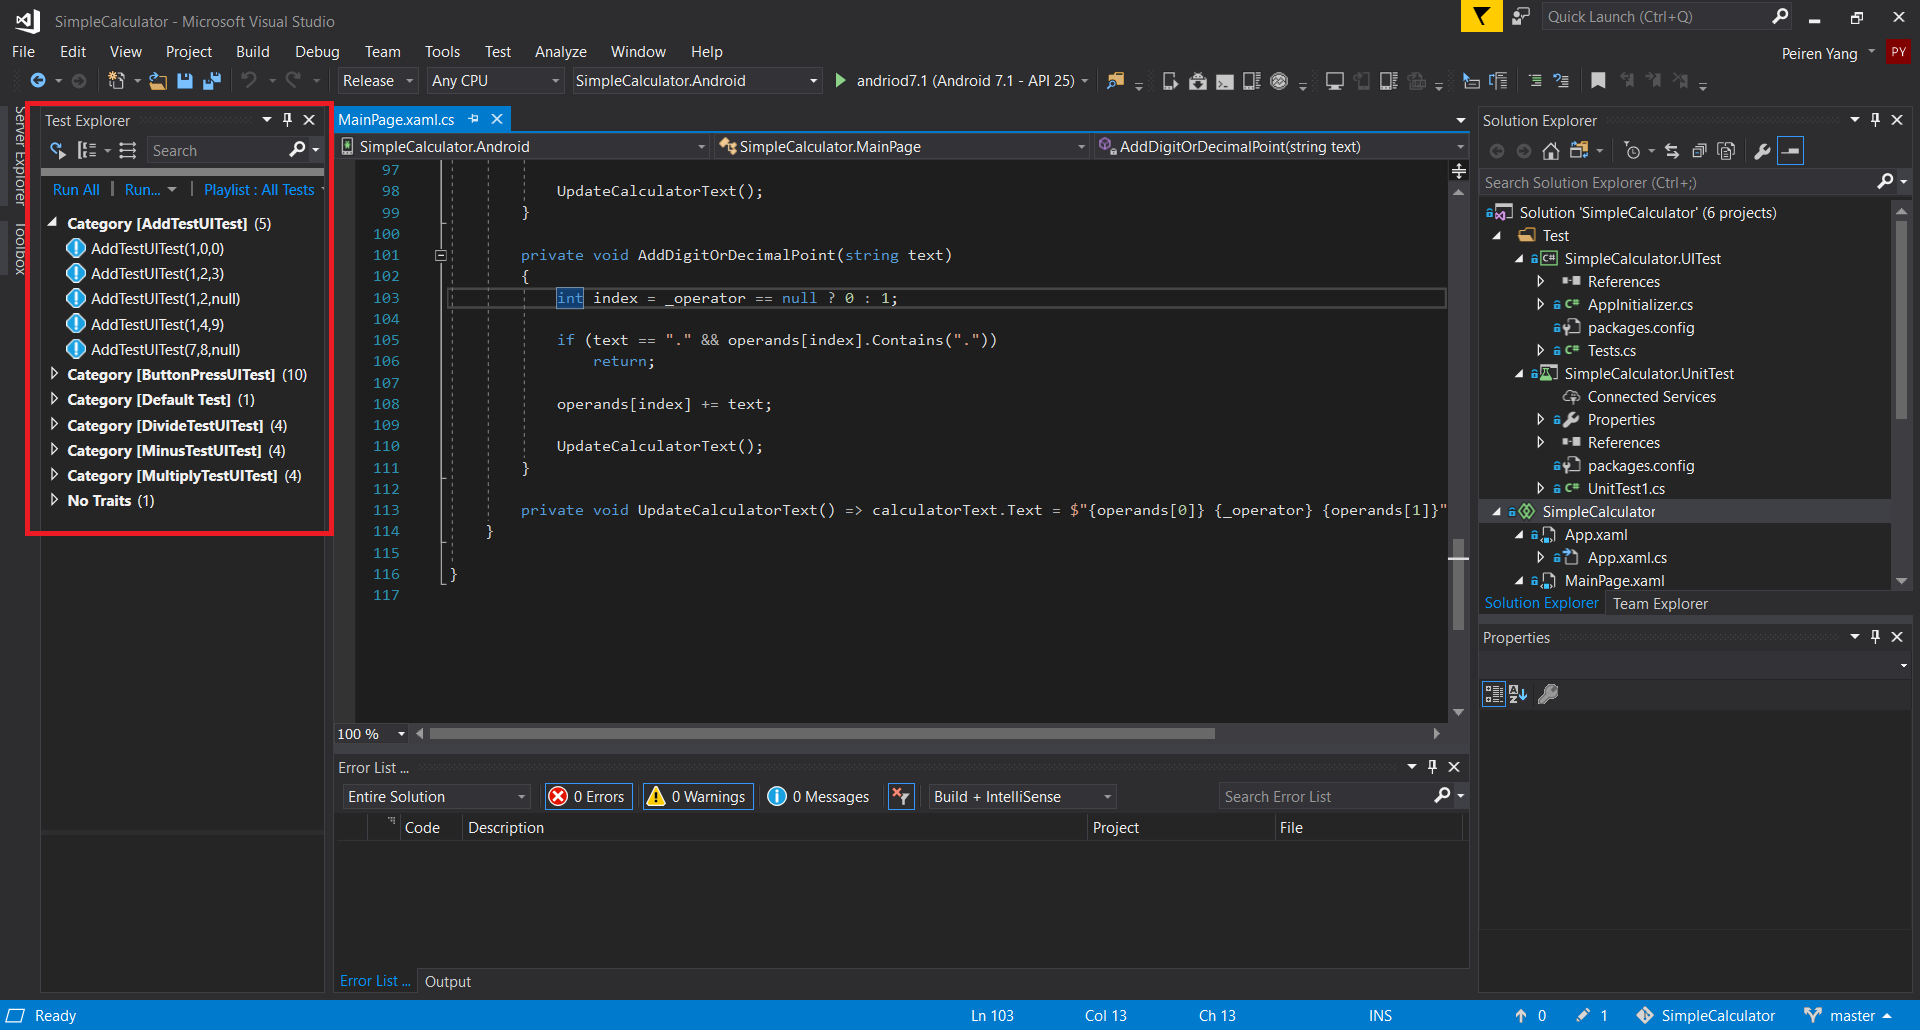 SimpleCalculator - Microsoft Visual Studio
Quick Launch (Ctrl+Q)
File Edit View Project Build Debug Team Tools Test Analyze Window Help
Peiren Yang PY
Release Any CPU SimpleCalculator.Android andriod7.1 (Android 7.1 - API 25)
Server Explorer
Toolbox
Test Explorer
Search
Run All | Run... | Playlist : All Tests
Category [AddTestUITest] (5)
AddTestUITest(1,0,0)
AddTestUITest(1,2,3)
AddTestUITest(1,2,null)
AddTestUITest(1,4,9)
AddTestUITest(7,8,null)
Category [ButtonPressUITest] (10)
Category [Default Test] (1)
Category [DivideTestUITest] (4)
Category [MinusTestUITest] (4)
Category [MultiplyTestUITest] (4)
No Traits (1)
MainPage.xaml.cs
SimpleCalculator.Android SimpleCalculator.MainPage AddDigitOrDecimalPoint(string text)
97
98 UpdateCalculatorText();
99 }
100
101 private void AddDigitOrDecimalPoint(string text)
102 {
103 int index = _operator == null ? 0 : 1;
104
105 if (text == "." && operands[index].Contains("."))
106 return;
107
108 operands[index] += text;
109
110 UpdateCalculatorText();
111 }
112
113 private void UpdateCalculatorText() => calculatorText.Text = $"{operands[0]} {_operator} {operands[1]}"
114 }
115
116 }
117
100 %
Error List ...
Entire Solution 0 Errors 0 Warnings 0 Messages Build + IntelliSense Search Error List
Code Description Project File
Error List ... Output
Solution Explorer
Search Solution Explorer (Ctrl+;)
Solution 'SimpleCalculator' (6 projects)
Test
SimpleCalculator.UITest
References
AppInitializer.cs
packages.config
Tests.cs
SimpleCalculator.UnitTest
Connected Services
Properties
References
packages.config
UnitTest1.cs
SimpleCalculator
App.xaml
App.xaml.cs
MainPage.xaml
Solution Explorer Team Explorer
Properties
Ready Ln 103 Col 13 Ch 13 INS 0 1 SimpleCalculator master